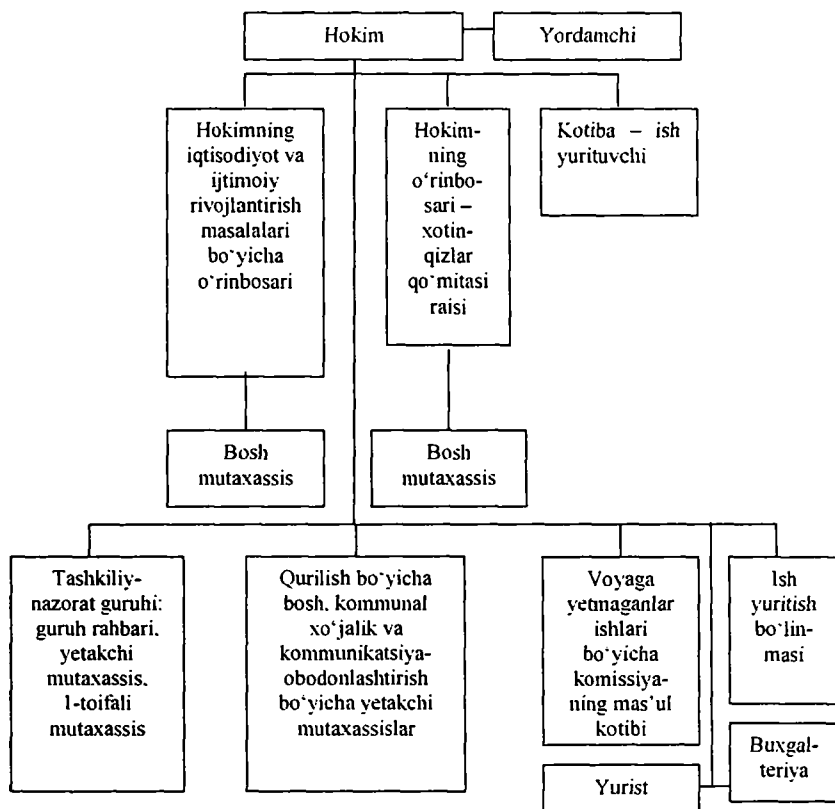 Hokim
Yordamchi
Hokimning
iqtisodiyot va
ijtimoiy
rivojlantirish
masalalari
bo‘yicha
o‘rinbosari
Hokim-
ning
o‘rinbo-
sari –
xotin-
qizlar
qo‘mitasi
raisi
Kotiba – ish
yurituvchi
Bosh
mutaxassis
Bosh
mutaxassis
Tashkiliy-
nazorat guruhi:
guruh rahbari,
yetakchi
mutaxassis,
1-toifali
mutaxassis
Qurilish bo‘yicha
bosh, kommunal
xo‘jalik va
kommunikatsiya-
obodonlashtirish
bo‘yicha yetakchi
mutaxassislar
Voyaga
yetmaganlar
ishlari
bo‘yicha
komissiya-
ning mas’ul
kotibi
Ish
yuritish
bo‘lin-
masi
Buxgal-
teriya
Yurist